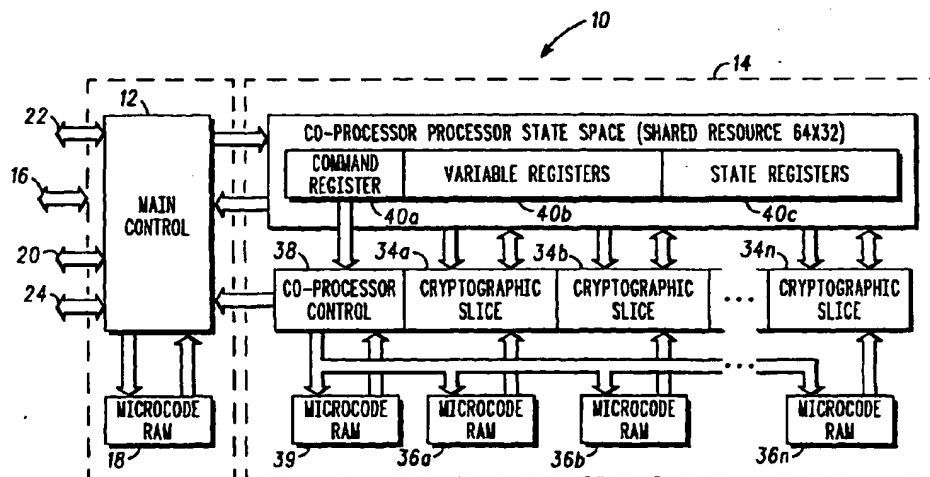 10
14
12
22
16
20
24
MAIN
CONTROL
CO-PROCESSOR PROCESSOR STATE SPACE (SHARED RESOURCE 64X32)
COMMAND
REGISTER
VARIABLE REGISTERS
STATE REGISTERS
40a
40b
40c
38
34a
34b
34n
CO-PROCESSOR
CONTROL
CRYPTOGRAPHIC
SLICE
CRYPTOGRAPHIC
SLICE
...
CRYPTOGRAPHIC
SLICE
...
MICROCODE
RAM
MICROCODE
RAM
MICROCODE
RAM
MICROCODE
RAM
MICROCODE
RAM
18
39
36a
36b
36n